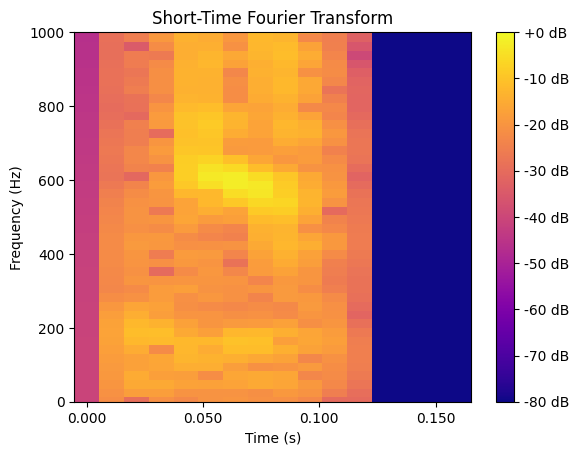 Short-Time Fourier Transform
Frequency (Hz)
1000
800
600
400
200
0
0.000
0.050
0.100
0.150
Time (s)
+0 dB
-10 dB
-20 dB
-30 dB
-40 dB
-50 dB
-60 dB
-70 dB
-80 dB